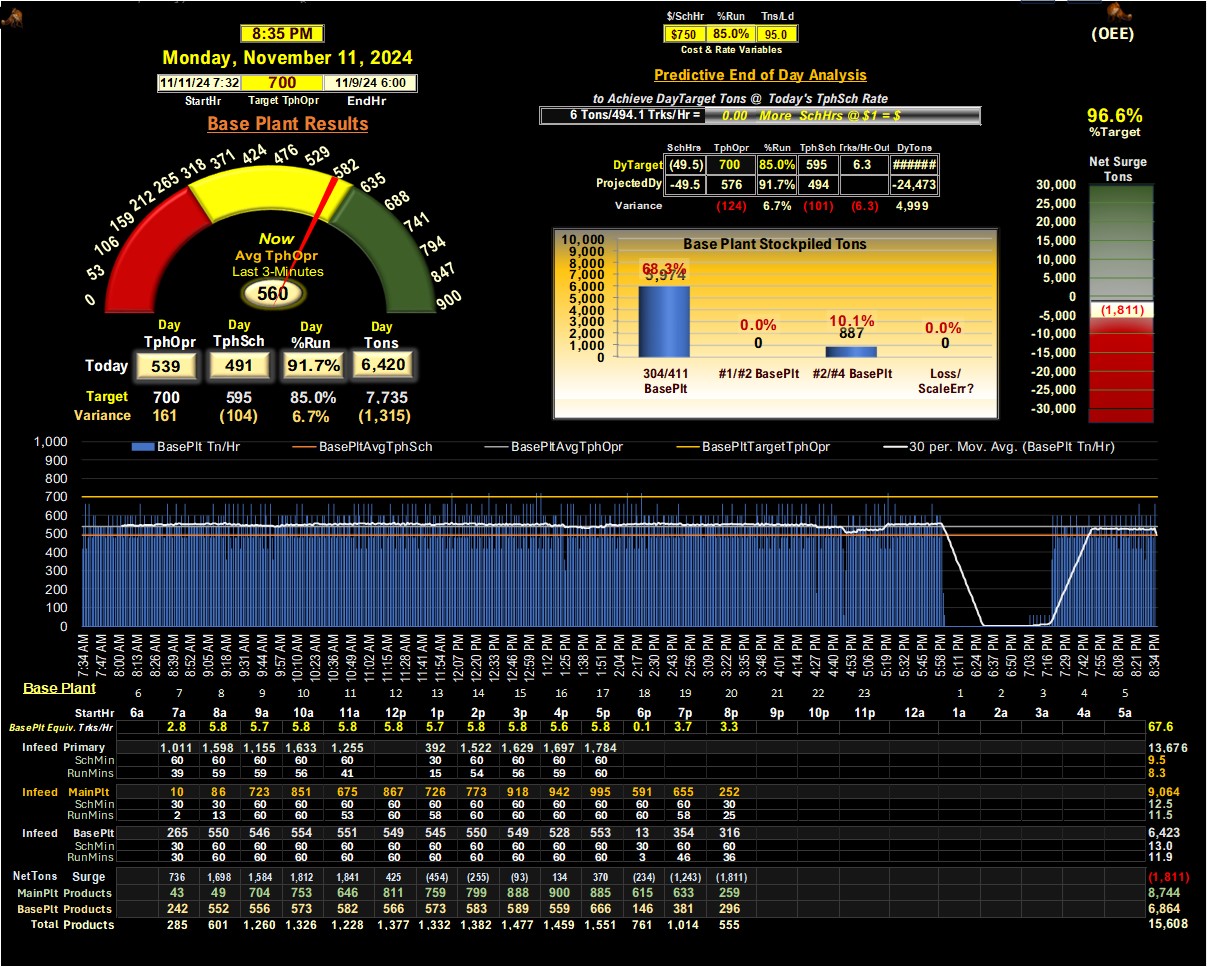 8:35 PM
Monday, November 11, 2024
11/11/24 7:32 700 11/9/24 6:00
StartHr Target TphOpr EndHr
Base Plant Results
$/SchHr %Run Tns/Ld
$750 85.0% 95.0
Cost & Rate Variables
(OEE)
Predictive End of Day Analysis
to Achieve DayTarget Tons @ Today's TphSch Rate
6 Tons/494.1 Trks/Hr = 0.00 More SchHrs @ $1 = $
96.6%
%Target
SchHrs TphOpr %Run TphSch Trks/Hr-Out DyTons
DyTarget (49.5) 700 85.0% 595 6.3 ######
ProjectedDy -49.5 576 91.7% 494 -24,473
Variance (124) 6.7% (101) (6.3) 4,999
Net Surge
Tons
30,000
25,000
20,000
15,000
10,000
5,000
0
(1,811)
-5,000
-10,000
-15,000
-20,000
-25,000
-30,000
0 53 106 159 212 265 318 371 424 476 529 582 635 688 741 794 847 900
Now
Avg TphOpr
Last 3-Minutes
560
Day Day Day Day
TphOpr TphSch %Run Tons
Today 539 491 91.7% 6,420
Target 700 595 85.0% 7,735
Variance 161 (104) 6.7% (1,315)
Base Plant Stockpiled Tons
10,000
9,000
8,000
7,000
6,000
5,000
4,000
3,000
2,000
1,000
0
68.3% 0.0% 10.1% 0.0%
5,974 0 887 0
304/411 #1/#2 BasePlt #2/#4 BasePlt Loss/
BasePlt ScaleErr?
BasePlt Tn/Hr BasePltAvgTphSch BasePltAvgTphOpr BasePltTargetTphOpr 30 per. Mov. Avg. (BasePlt Tn/Hr)
1,000
900
800
700
600
500
400
300
200
100
0
7:34 AM 7:47 AM 8:00 AM 8:13 AM 8:26 AM 8:39 AM 8:52 AM 9:05 AM 9:18 AM 9:31 AM 9:44 AM 9:57 AM 10:10 AM 10:23 AM 10:36 AM 10:49 AM 11:02 AM 11:15 AM 11:28 AM 11:41 AM 11:54 AM 12:07 PM 12:20 PM 12:33 PM 12:46 PM 12:59 PM 1:12 PM 1:25 PM 1:38 PM 1:51 PM 2:04 PM 2:17 PM 2:30 PM 2:43 PM 2:56 PM 3:09 PM 3:22 PM 3:35 PM 3:48 PM 4:01 PM 4:14 PM 4:27 PM 4:40 PM 4:53 PM 5:06 PM 5:19 PM 5:32 PM 5:45 PM 5:58 PM 6:11 PM 6:24 PM 6:37 PM 6:50 PM 7:03 PM 7:16 PM 7:29 PM 7:42 PM 7:55 PM 8:08 PM 8:21 PM 8:34 PM
Base Plant 6 7 8 9 10 11 12 13 14 15 16 17 18 19 20 21 22 23 1 2 3 4 5
StartHr 6a 7a 8a 9a 10a 11a 12p 1p 2p 3p 4p 5p 6p 7p 8p 9p 10p 11p 12a 1a 2a 3a 4a 5a
BasePlt Equiv. Trks/Hr 2.8 5.8 5.7 5.8 5.8 5.8 5.7 5.8 5.8 5.6 5.8 0.1 3.7 3.3 67.6
Infeed Primary 1,011 1,598 1,155 1,633 1,255 392 1,522 1,629 1,697 1,784 13,676
SchMin 60 60 60 60 60 30 60 60 60 60 9.5
RunMins 39 59 59 56 41 15 54 56 59 60 8.3
Infeed MainPlt 10 86 723 851 675 867 726 773 918 942 995 591 655 252 9,064
SchMin 30 30 60 60 60 60 60 60 60 60 60 60 60 30 12.5
RunMins 2 13 60 60 53 60 58 60 60 60 60 60 58 25 11.5
Infeed BasePlt 265 550 546 554 551 549 545 550 549 528 553 13 354 316 6,423
SchMin 30 60 60 60 60 60 60 60 60 60 60 30 60 60 13.0
RunMins 30 60 60 60 60 60 60 60 60 60 60 3 46 36 11.9
NetTons Surge 736 1,698 1,584 1,812 1,841 425 (454) (255) (93) 134 370 (234) (1,243) (1,811) (1,811)
MainPlt Products 43 49 704 753 646 811 759 799 888 900 885 615 633 259 8,744
BasePlt Products 242 552 556 573 582 566 573 583 589 559 666 146 381 296 6,864
Total Products 285 601 1,260 1,326 1,228 1,377 1,332 1,382 1,477 1,459 1,551 761 1,014 555 15,608